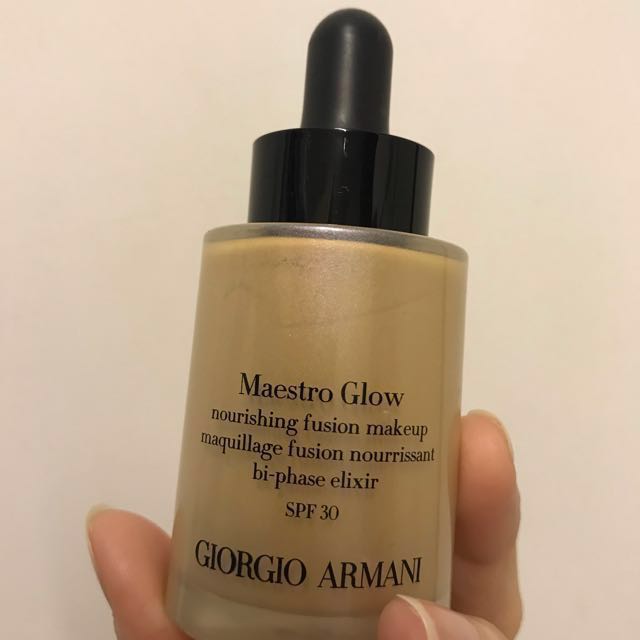 Maestro Glow
nourishing fusion makeup
maquillage fusion nourrissant
bi-phase elixir
SPF 30
GIORGIO ARMANI